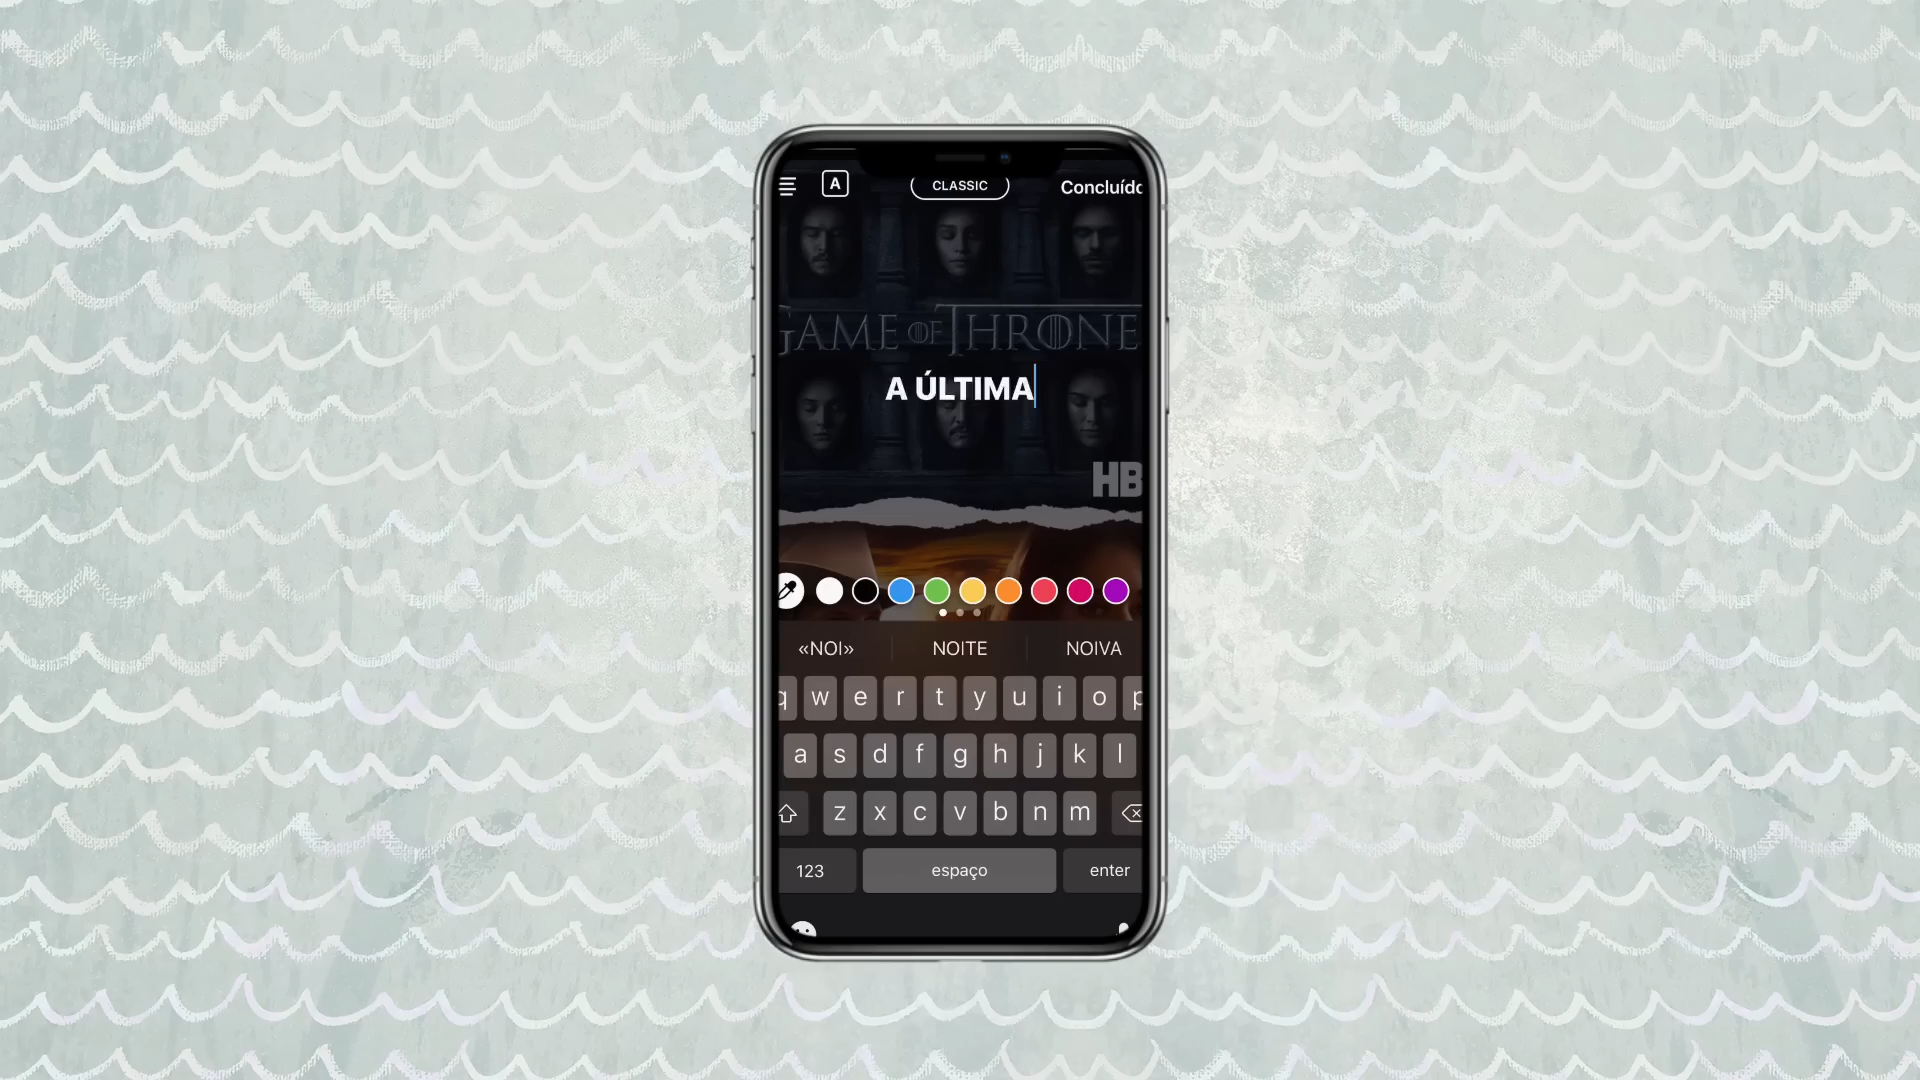 A
CLASSIC
Concluído
GAME OF THRONE
A ÚLTIMA
HB
«NOI»
NOITE
NOIVA
q w e r t y u i o p
a s d f g h j k l
z x c v b n m
123
espaço
enter